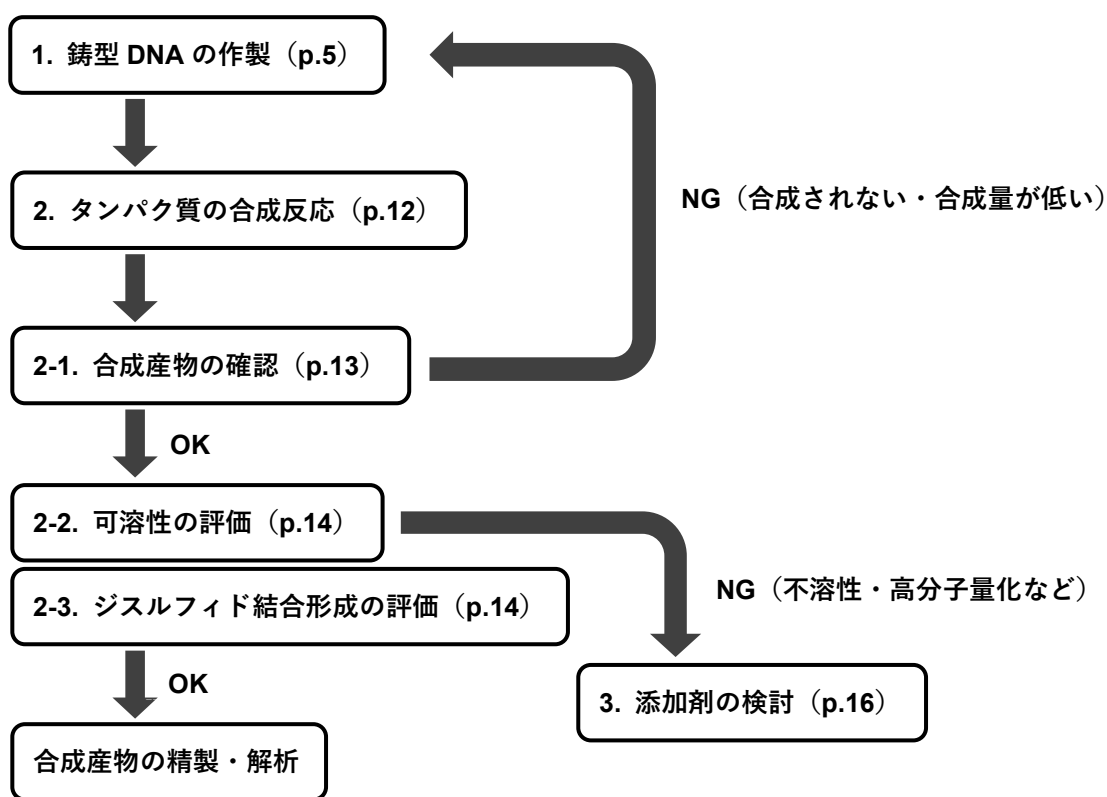 1. 鋳型 DNA の作製（p.5）
2. タンパク質の合成反応（p.12）
NG（合成されない・合成量が低い）
2-1. 合成産物の確認（p.13）
OK
2-2. 可溶性の評価（p.14）
2-3. ジスルフィド結合形成の評価（p.14）
NG（不溶性・高分子量化など）
OK
3. 添加剤の検討（p.16）
合成産物の精製・解析